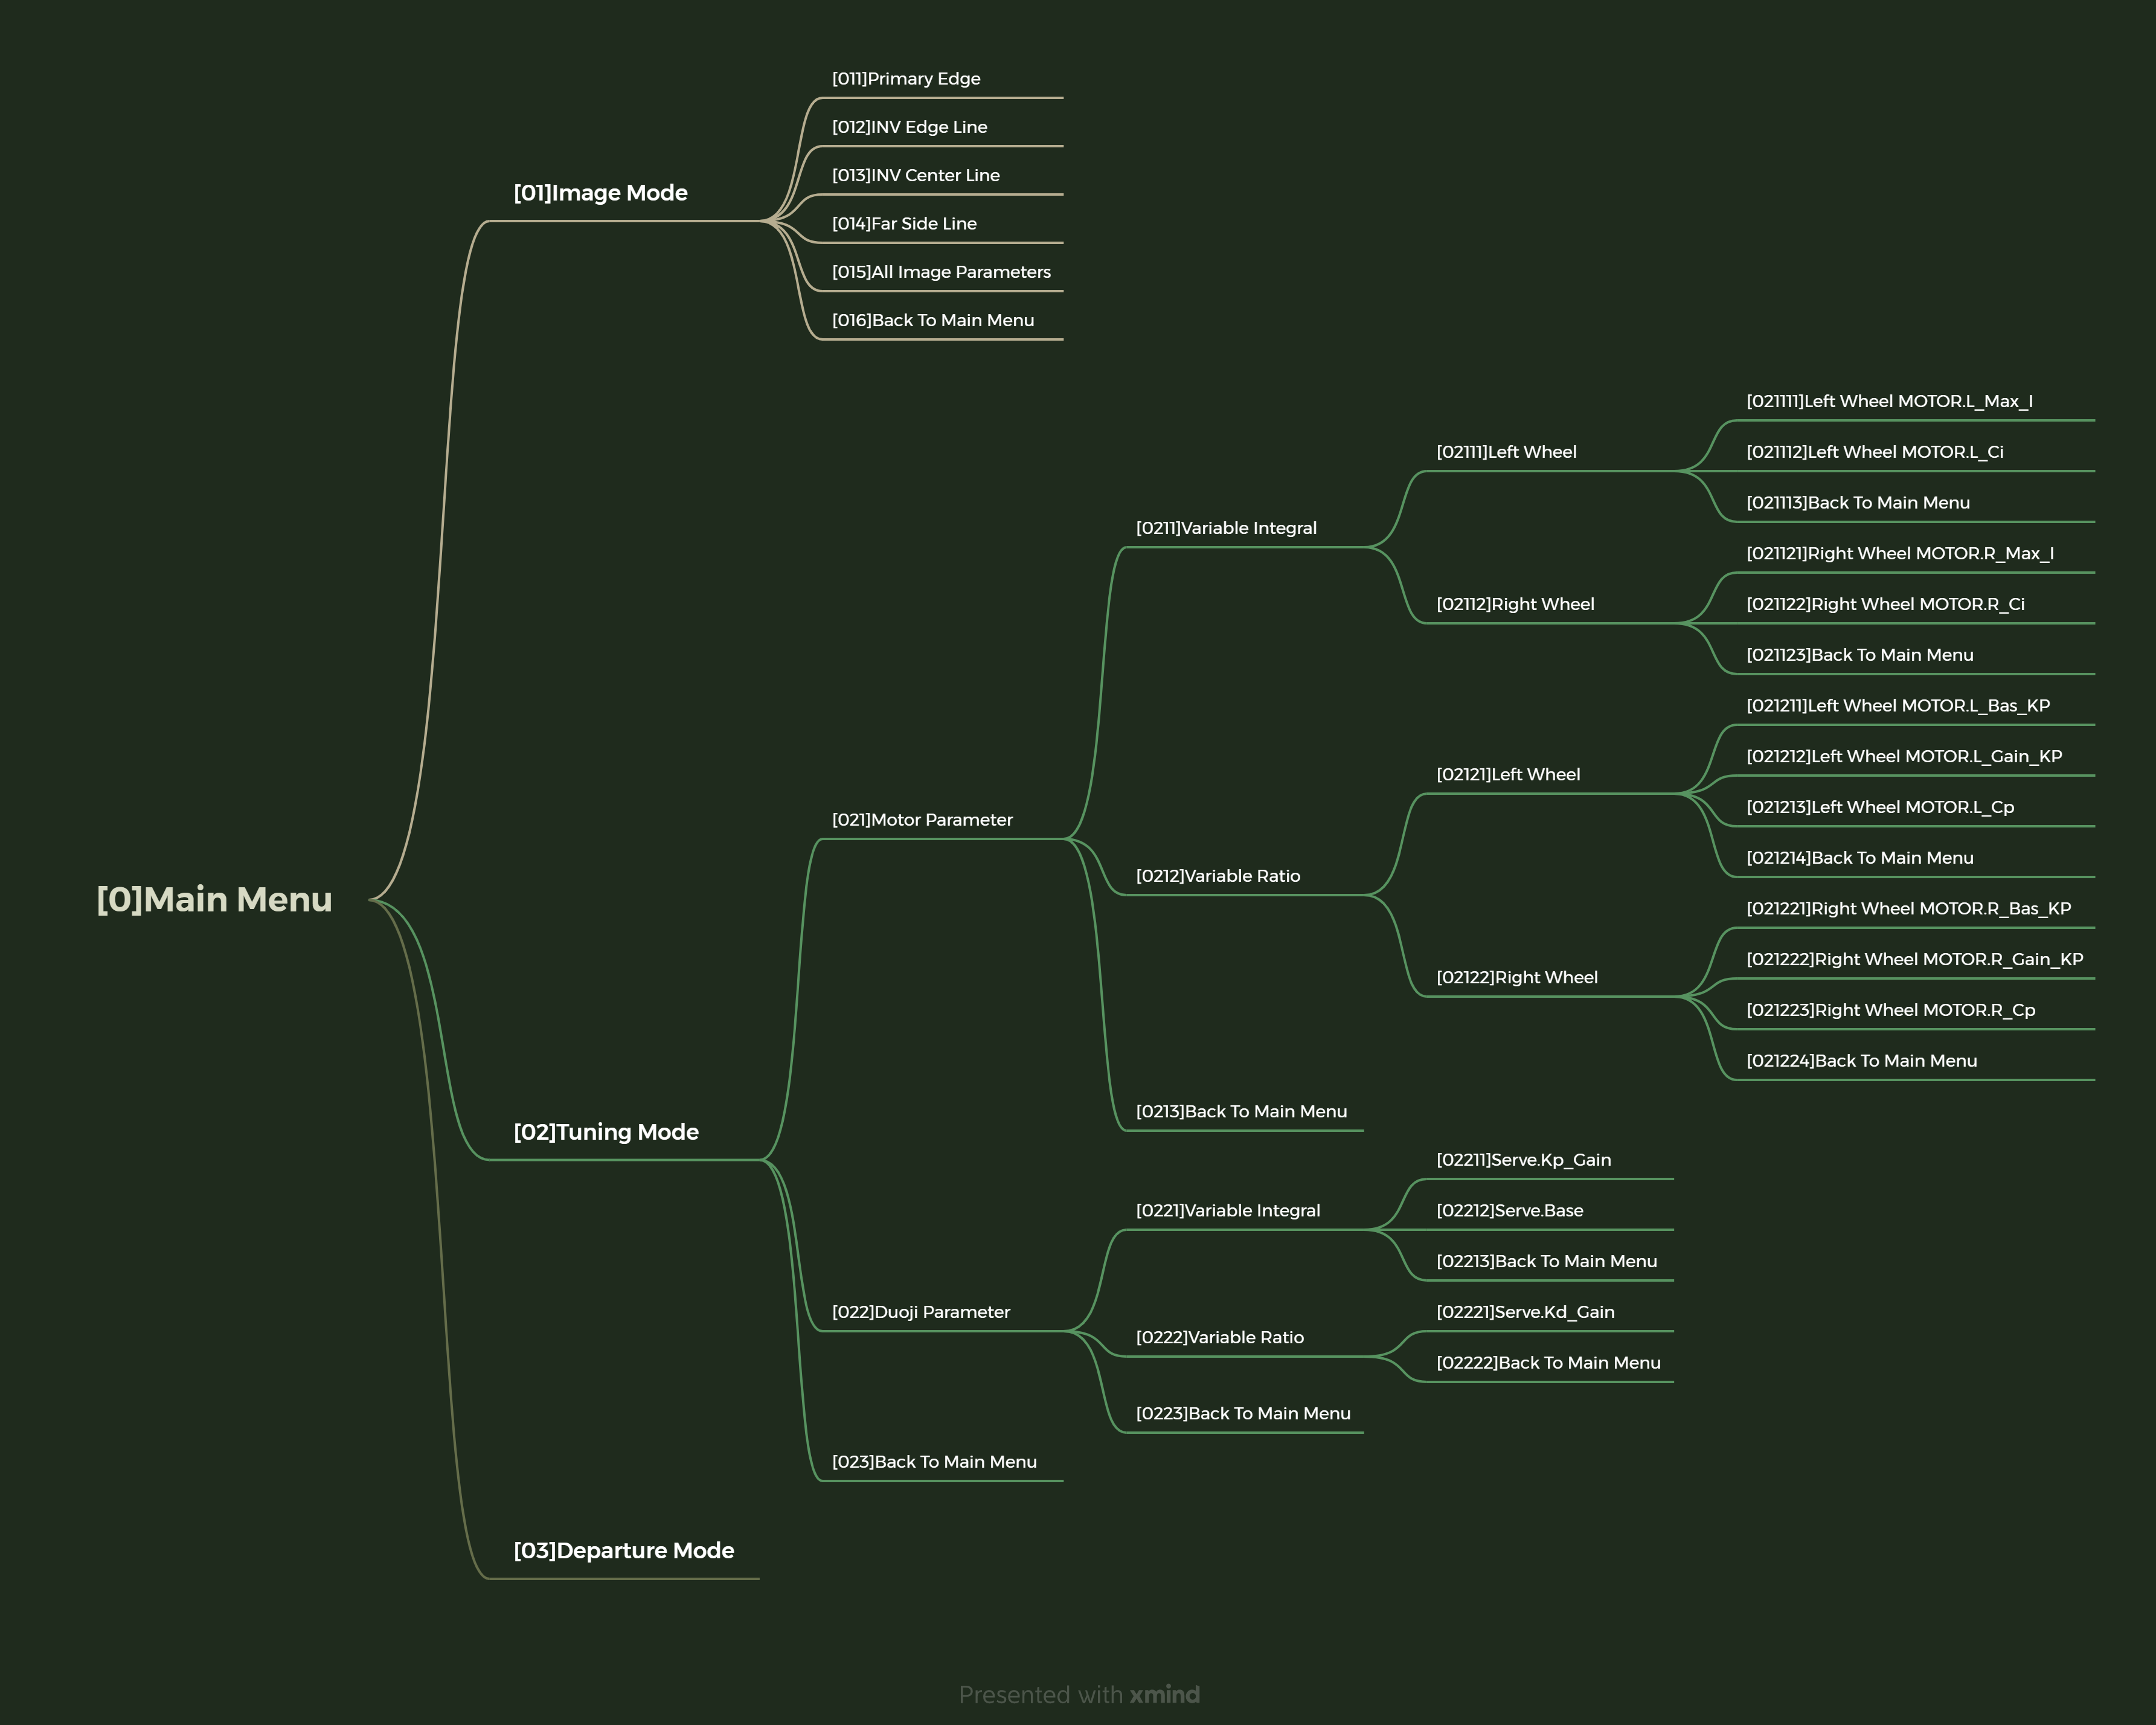 [0]Main Menu
[01]Image Mode
[011]Primary Edge
[012]INV Edge Line
[013]INV Center Line
[014]Far Side Line
[015]All Image Parameters
[016]Back To Main Menu
[02]Tuning Mode
[021]Motor Parameter
[0211]Variable Integral
[02111]Left Wheel
[021111]Left Wheel MOTOR.L_Max_I
[021112]Left Wheel MOTOR.L_Ci
[021113]Back To Main Menu
[02112]Right Wheel
[021121]Right Wheel MOTOR.R_Max_I
[021122]Right Wheel MOTOR.R_Ci
[021123]Back To Main Menu
[0212]Variable Ratio
[02121]Left Wheel
[021211]Left Wheel MOTOR.L_Bas_KP
[021212]Left Wheel MOTOR.L_Gain_KP
[021213]Left Wheel MOTOR.L_Cp
[021214]Back To Main Menu
[02122]Right Wheel
[021221]Right Wheel MOTOR.R_Bas_KP
[021222]Right Wheel MOTOR.R_Gain_KP
[021223]Right Wheel MOTOR.R_Cp
[021224]Back To Main Menu
[0213]Back To Main Menu
[022]Duoji Parameter
[0221]Variable Integral
[02211]Serve.Kp_Gain
[02212]Serve.Base
[02213]Back To Main Menu
[0222]Variable Ratio
[02221]Serve.Kd_Gain
[02222]Back To Main Menu
[0223]Back To Main Menu
[023]Back To Main Menu
[03]Departure Mode
Presented with xmind